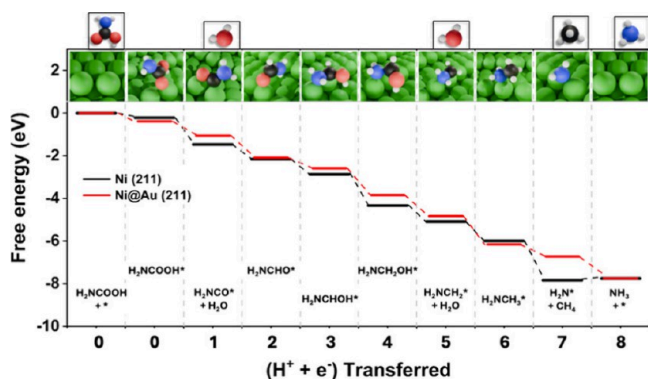 Free energy (eV)
2
0
-2
-4
-6
-8
-10
Ni (211)
Ni@Au (211)
H₂NCOOH
+ *
H₂NCOOH*
H₂NCO*
+ H₂O
H₂NCHO*
H₂NCHOH*
H₂NCH₂OH*
H₂NCH₂*
+ H₂O
H₂NCH₃*
H₂N*
+ CH₄
NH₃
+ *
0 0 1 2 3 4 5 6 7 8
(H⁺ + e⁻) Transferred